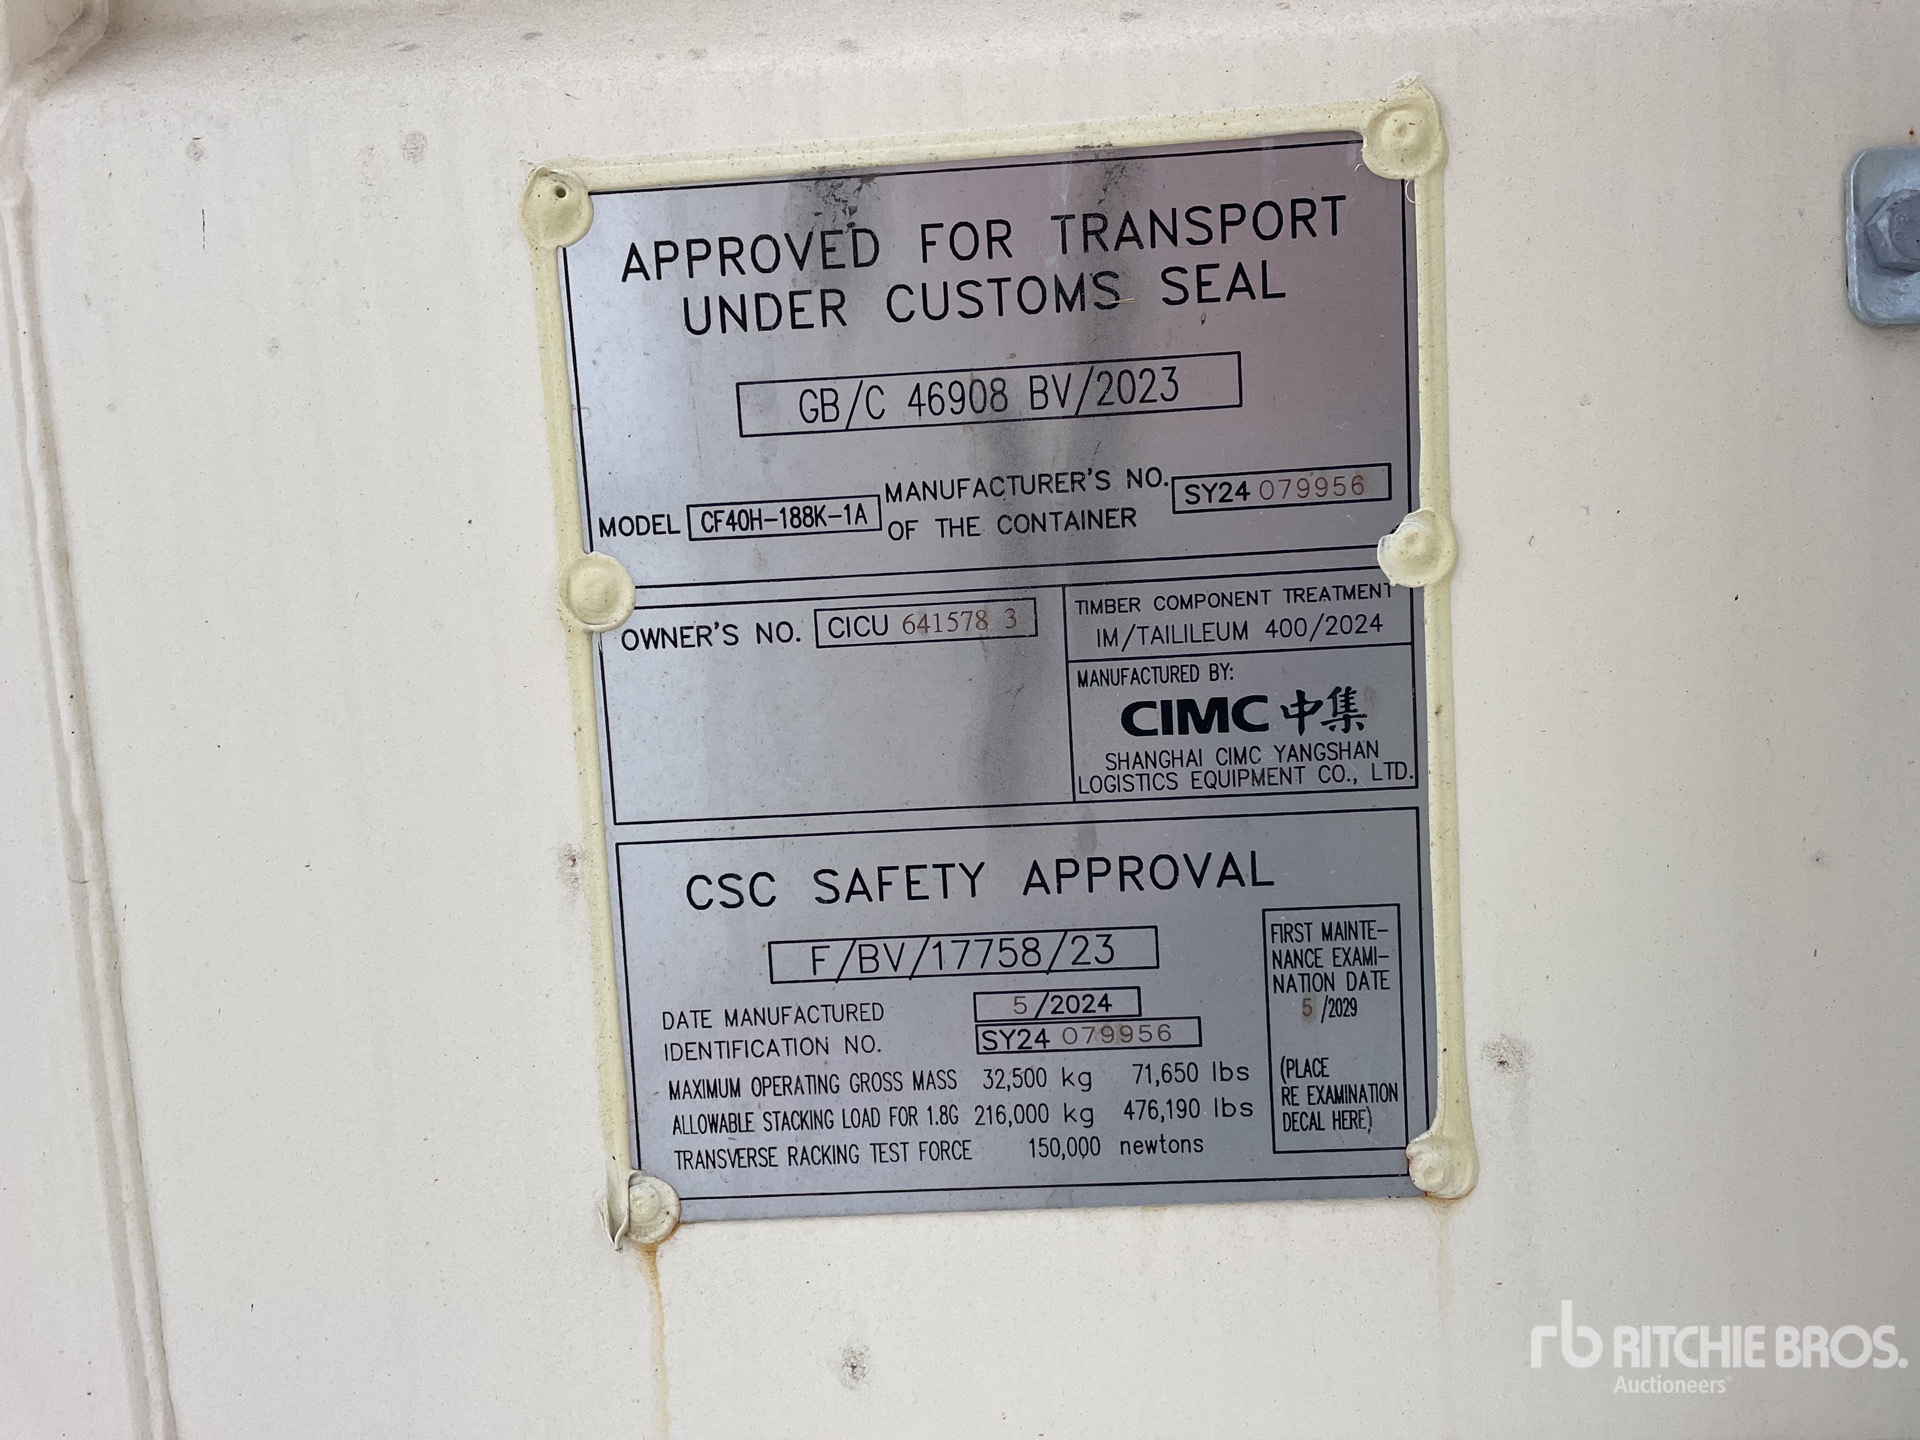 APPROVED FOR TRANSPORT
UNDER CUSTOMS SEAL
GB/C 46908 BV/2023
MODEL CF40H-188K-1A
MANUFACTURER'S NO.
OF THE CONTAINER
SY24 079956
OWNER'S NO. CICU 641578 3
TIMBER COMPONENT TREATMENT
IM/TAILILEUM 400/2024
MANUFACTURED BY:
CIMC 中集
SHANGHAI CIMC YANGSHAN
LOGISTICS EQUIPMENT CO., LTD.
CSC SAFETY APPROVAL
F/BV/17758/23
DATE MANUFACTURED 5/2024
IDENTIFICATION NO. SY24 079956
MAXIMUM OPERATING GROSS MASS 32,500 kg 71,650 lbs
ALLOWABLE STACKING LOAD FOR 1.8G 216,000 kg 476,190 lbs
TRANSVERSE RACKING TEST FORCE 150,000 newtons
FIRST MAINTE-
NANCE EXAMI-
NATION DATE
5/2029
(PLACE
RE EXAMINATION
DECAL HERE)
rb RITCHIE BROS.
Auctioneers